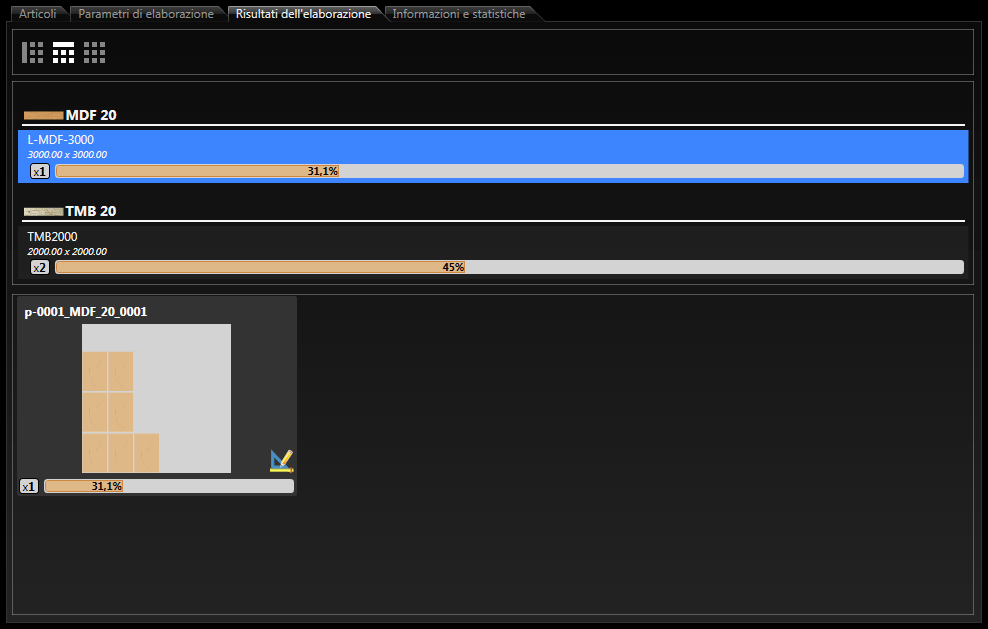 Articoli Parametri di elaborazione Risultati dell'elaborazione Informazioni e statistiche
MDF 20
L-MDF-3000
3000.00 x 3000.00
x1 31,1%
TMB 20
TMB2000
2000.00 x 2000.00
x2 45%
p-0001_MDF_20_0001
x1 31,1%